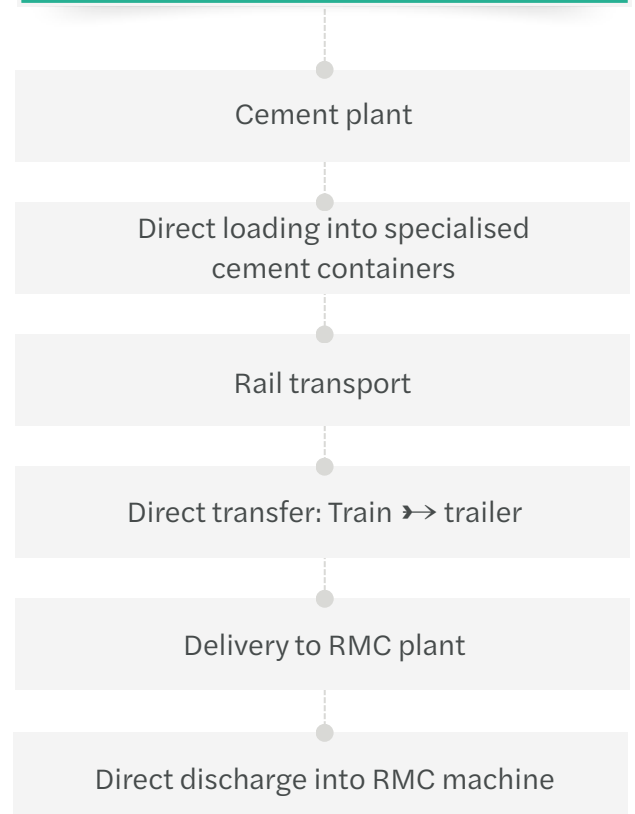 Cement plant
Direct loading into specialised
cement containers
Rail transport
Direct transfer: Train ➳ trailer
Delivery to RMC plant
Direct discharge into RMC machine